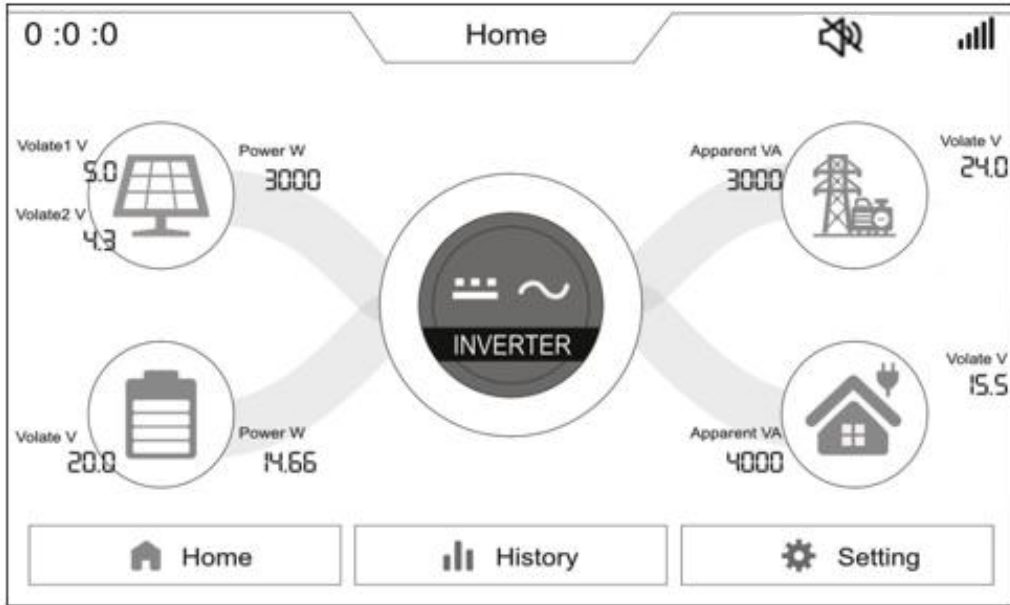 0 :0 :0
Home
Volate1 V
5.0
Volate2 V
4.3
Power W
3000
Apparent VA
3000
Volate V
24.0
INVERTER
Volate V
20.0
Power W
14.66
Apparent VA
4000
Volate V
15.5
Home
History
Setting